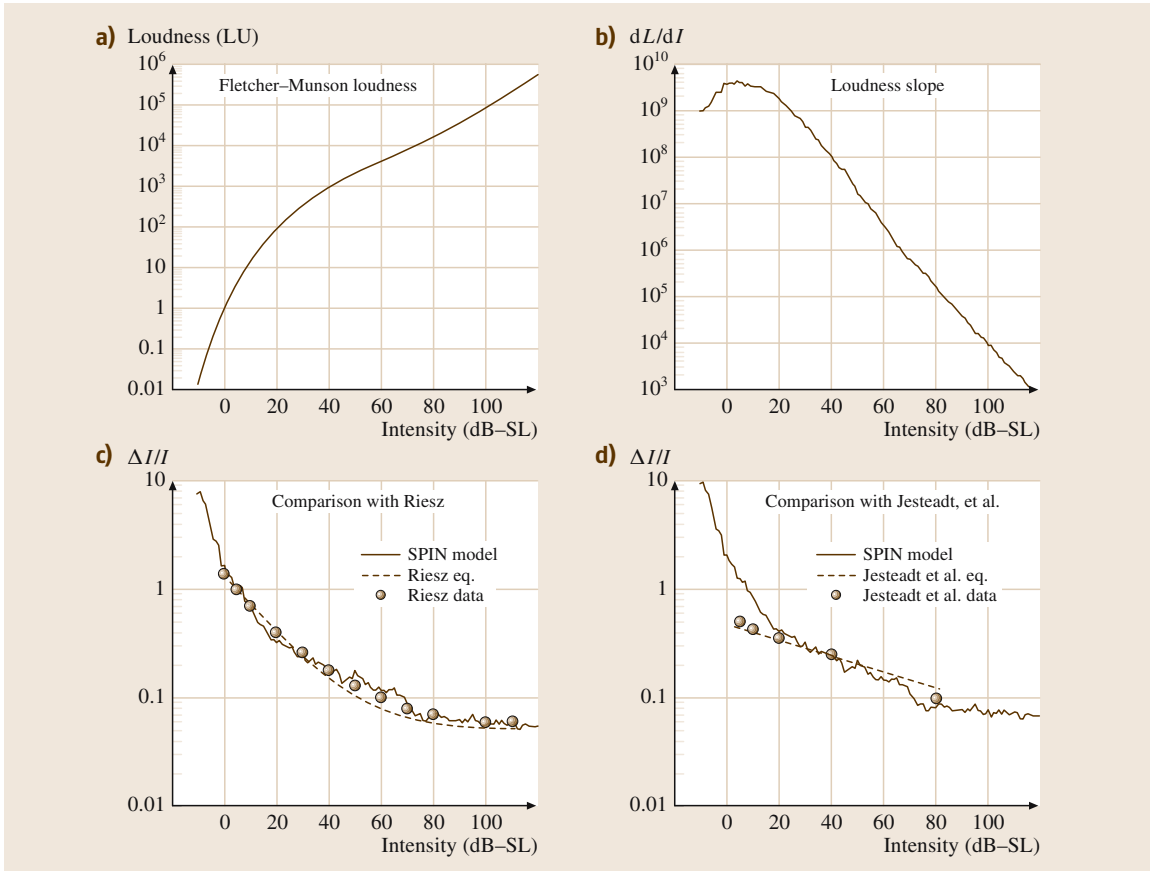 a) Loudness (LU)
10^6
10^5
10^4
10^3
10^2
10
1
0.1
0.01
Fletcher–Munson loudness
0 20 40 60 80 100
Intensity (dB–SL)
b) dL/dI
10^10
10^9
10^8
10^7
10^6
10^5
10^4
10^3
Loudness slope
0 20 40 60 80 100
Intensity (dB–SL)
c) ΔI/I
10
1
0.1
0.01
Comparison with Riesz
SPIN model
Riesz eq.
Riesz data
0 20 40 60 80 100
Intensity (dB–SL)
d) ΔI/I
10
1
0.1
0.01
Comparison with Jesteadt, et al.
SPIN model
Jesteadt et al. eq.
Jesteadt et al. data
0 20 40 60 80 100
Intensity (dB–SL)